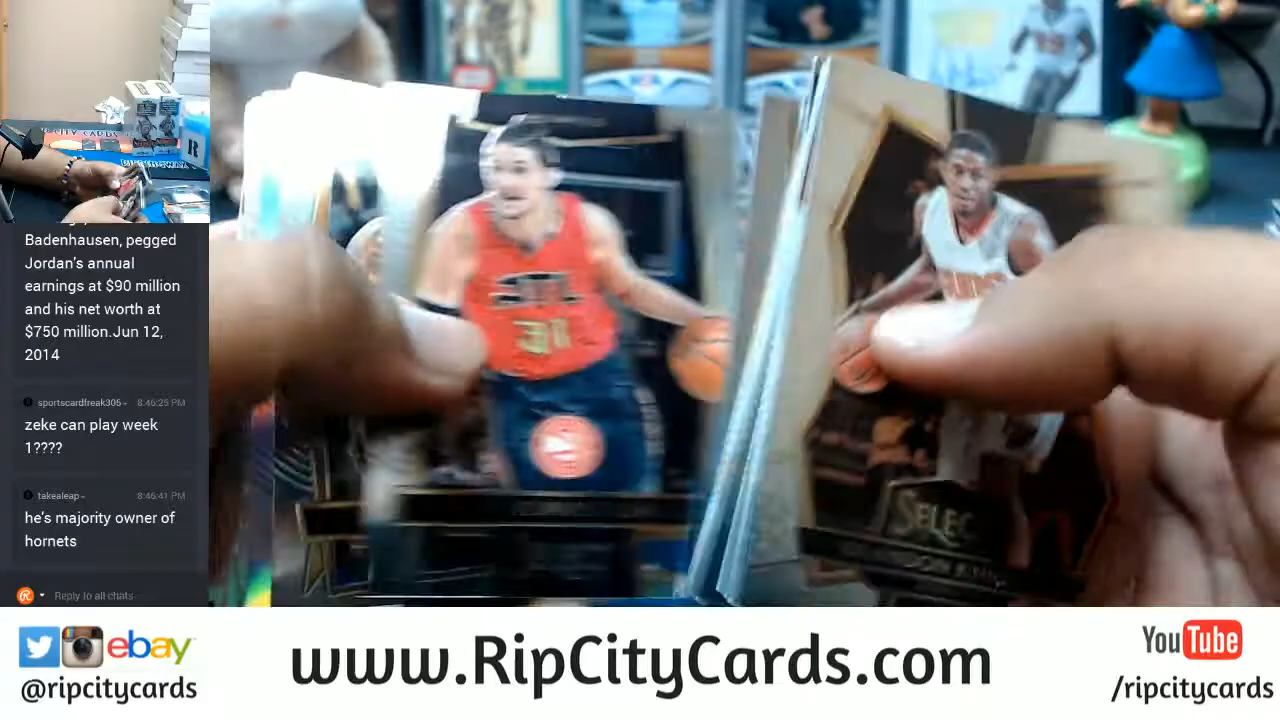 Badenhausen, pegged
Jordan's annual
earnings at $90 million
and his net worth at
$750 million.Jun 12,
2014
sportscardfreak305 8:46:25 PM
zeke can play week
1????
takealeap 8:46:41 PM
he's majority owner of
hornets
Reply to all chats
ATL
31
SELEC
R
ebay
@ripcitycards
www.RipCityCards.com
You Tube
/ripcitycards